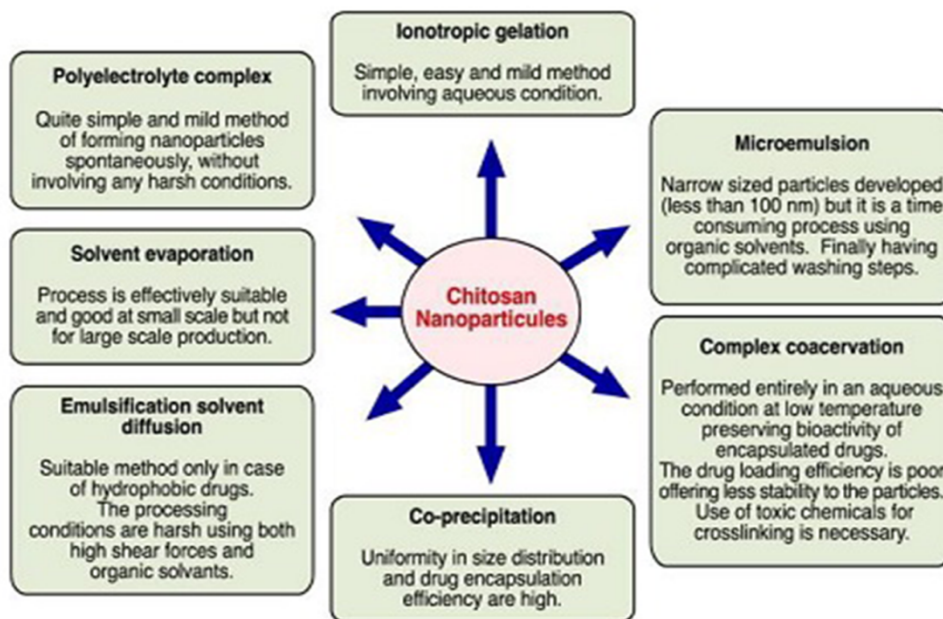 Ionotropic gelation
Simple, easy and mild method
involving aqueous condition.
Polyelectrolyte complex
Quite simple and mild method
of forming nanoparticles
spontaneously, without
involving any harsh conditions.
Microemulsion
Narrow sized particles developed
(less than 100 nm) but it is a time
consuming process using
organic solvents. Finally having
complicated washing steps.
Solvent evaporation
Process is effectively suitable
and good at small scale but not
for large scale production.
Chitosan
Nanoparticules
Complex coacervation
Performed entirely in an aqueous
condition at low temperature
preserving bioactivity of
encapsulated drugs.
The drug loading efficiency is poor
offering less stability to the particles.
Use of toxic chemicals for
crosslinking is necessary.
Emulsification solvent
diffusion
Suitable method only in case
of hydrophobic drugs.
The processing
conditions are harsh using both
high shear forces and
organic solvants.
Co-precipitation
Uniformity in size distribution
and drug encapsulation
efficiency are high.